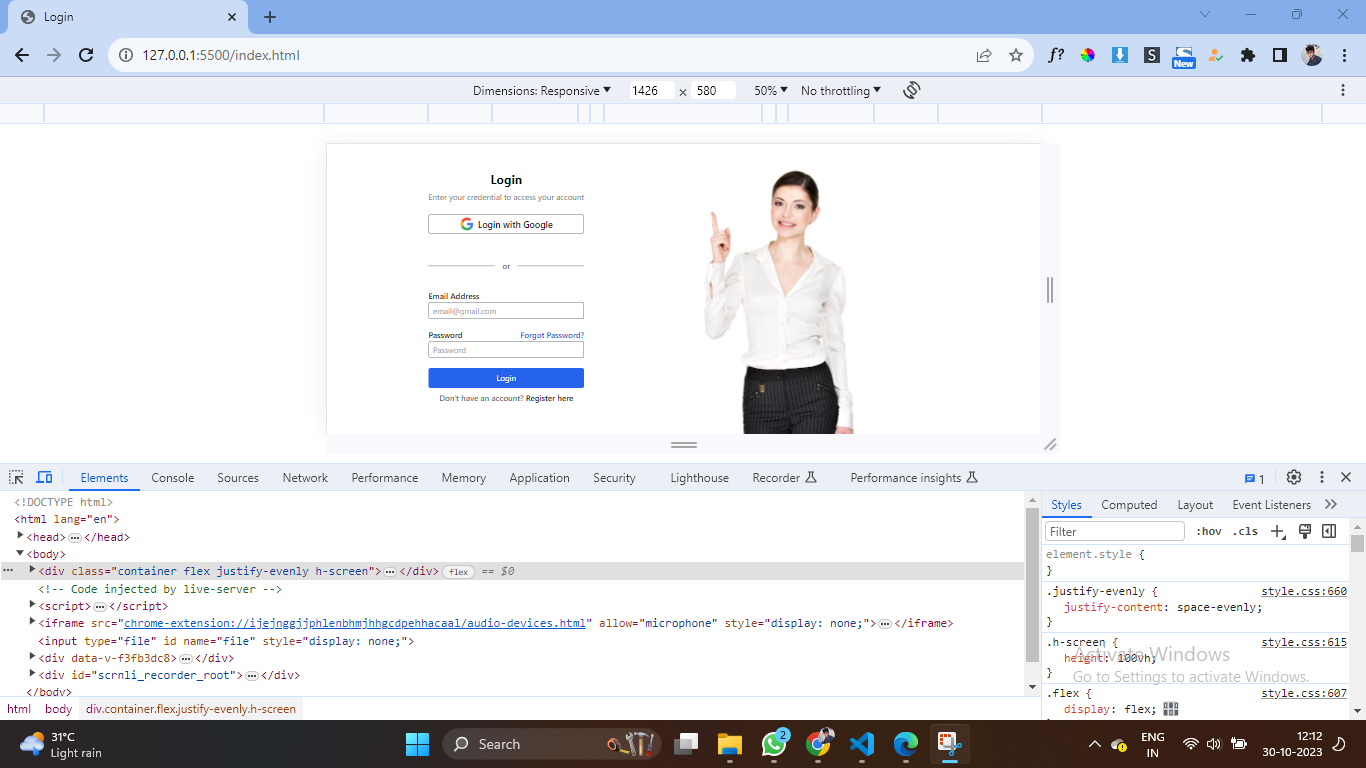 Login
127.0.0.1:5500/index.html
f?
S
New
Dimensions: Responsive ▼ 1426 × 580 50% ▼ No throttling ▼
Login
Enter your credential to access your account
Login with Google
or
Email Address
email@gmail.com
Password Forgot Password?
Password
Login
Don't have an account? Register here
Elements Console Sources Network Performance Memory Application Security Lighthouse Recorder Performance insights 1
<!DOCTYPE html>
<html lang="en">
<head>…</head>
<body>
<div class="container flex justify-evenly h-screen">…</div> flex == $0
<!-- Code injected by live-server -->
<script>…</script>
<iframe src="chrome-extension://ijejnggjjphlenbhmjhhgcdpehhacaal/audio-devices.html" allow="microphone" style="display: none;">…</iframe>
<input type="file" id name="file" style="display: none;">
<div data-v-f3fb3dc8>…</div>
<div id="scrnli_recorder_root">…</div>
</body>
html body div.container.flex.justify-evenly.h-screen
Styles Computed Layout Event Listeners
Filter :hov .cls
element.style {
}
.justify-evenly { style.css:660
justify-content: space-evenly;
}
.h-screen { style.css:615
height: 100vh;
}
.flex { style.css:607
display: flex;
Activate Windows
Go to Settings to activate Windows.
31°C
Light rain
Search
2
ENG
IN
12:12
30-10-2023